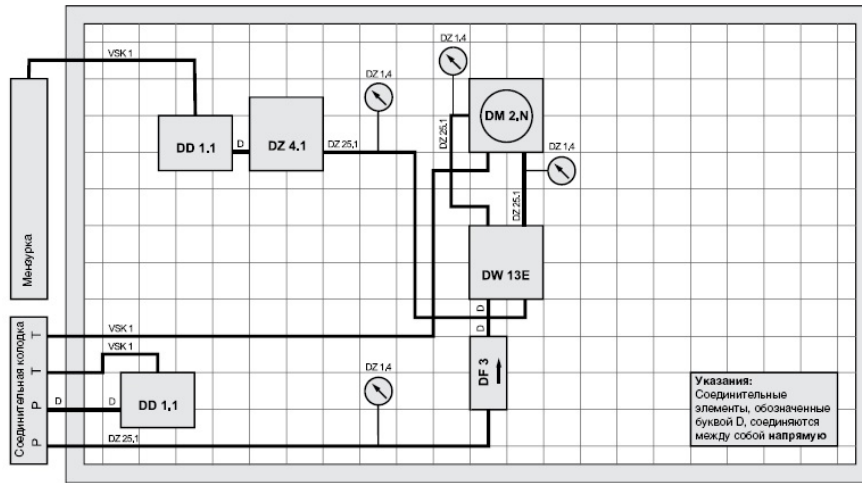 VSK 1
DZ 1,4
DZ 1,4
DM 2,N
DD 1,1
D
DZ 4,1
DZ 25,1
DZ 25,1
DZ 1,4
DZ 25,1
Мензурка
DW 13E
D
D
Соединительная колодка
T
T
P
P
VSK 1
VSK 1
DZ 1,4
DF 3
D
D
DD 1,1
DZ 25,1
Указания:
Соединительные
элементы, обозначенные
буквой D, соединяются
между собой напрямую